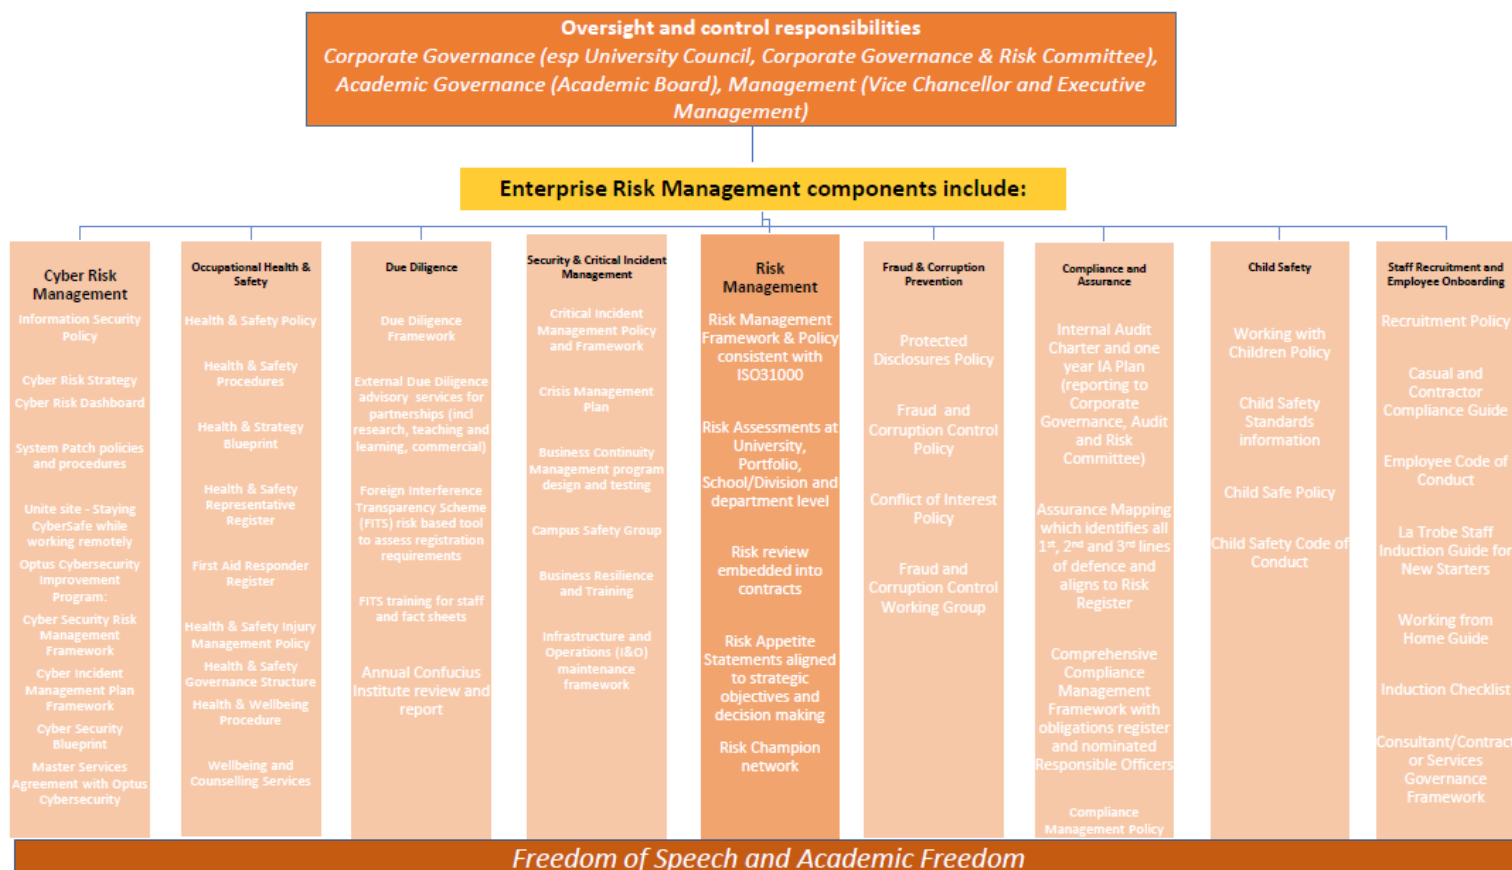 Oversight and control responsibilities
Corporate Governance (esp University Council, Corporate Governance & Risk Committee),
Academic Governance (Academic Board), Management (Vice Chancellor and Executive
Management)
Enterprise Risk Management components include:
Cyber Risk
Management
Information Security
Policy
Cyber Risk Strategy
Cyber Risk Dashboard
System Patch policies
and procedures
Unite site - Staying
CyberSafe while
working remotely
Optus Cybersecurity
Improvement
Program:
Cyber Security Risk
Management
Framework
Cyber Incident
Management Plan
Framework
Cyber Security
Blueprint
Master Services
Agreement with Optus
Cybersecurity
Occupational Health &
Safety
Health & Safety Policy
Health & Safety
Procedures
Health & Strategy
Blueprint
Health & Safety
Representative
Register
First Aid Responder
Register
Health & Safety Injury
Management Policy
Health & Safety
Governance Structure
Health & Wellbeing
Procedure
Wellbeing and
Counselling Services
Due Diligence
Due Diligence
Framework
External Due Diligence
advisory services for
partnerships (incl
research, teaching and
learning, commercial)
Foreign Interference
Transparency Scheme
(FITS) risk based tool
to assess registration
requirements
FITS training for staff
and fact sheets
Annual Confucius
Institute review and
report
Security & Critical Incident
Management
Critical Incident
Management Policy
and Framework
Crisis Management
Plan
Business Continuity
Management program
design and testing
Campus Safety Group
Business Resilience
and Training
Infrastructure and
Operations (I&O)
maintenance
framework
Risk
Management
Risk Management
Framework & Policy
consistent with
ISO31000
Risk Assessments at
University,
Portfolio,
School/Division and
department level
Risk review
embedded into
contracts
Risk Appetite
Statements aligned
to strategic
objectives and
decision making
Risk Champion
network
Fraud & Corruption
Prevention
Protected
Disclosures Policy
Fraud and
Corruption Control
Policy
Conflict of Interest
Policy
Fraud and
Corruption Control
Working Group
Compliance and
Assurance
Internal Audit
Charter and one
year IA Plan
(reporting to
Corporate
Governance, Audit
and Risk
Committee)
Assurance Mapping
which identifies all
1st, 2nd and 3rd lines
of defence and
aligns to Risk
Register
Comprehensive
Compliance
Management
Framework with
obligations register
and nominated
Responsible Officers
Compliance
Management Policy
Child Safety
Working with
Children Policy
Child Safety
Standards
information
Child Safe Policy
Child Safety Code of
Conduct
Staff Recruitment and
Employee Onboarding
Recruitment Policy
Casual and
Contractor
Compliance Guide
Employee Code of
Conduct
La Trobe Staff
Induction Guide for
New Starters
Working from
Home Guide
Induction Checklist
Consultant/Contract
or Services
Governance
Framework
Freedom of Speech and Academic Freedom